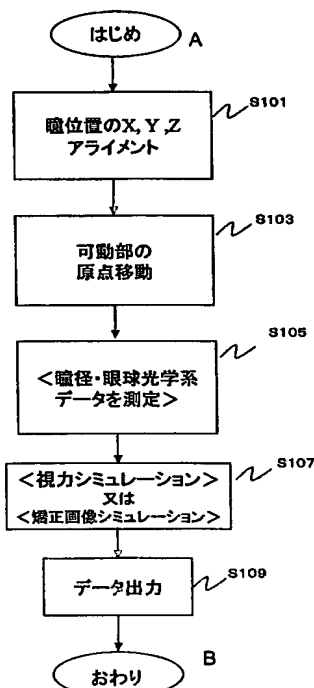 はじめ A
瞳位置のX, Y ,Z
アライメント
S101
可動部の
原点移動
S103
<瞳径・眼球光学系
データを測定>
S105
<視力シミュレーション>
又は
<矯正画像シミュレーション>
S107
データ出力
S109
おわり B